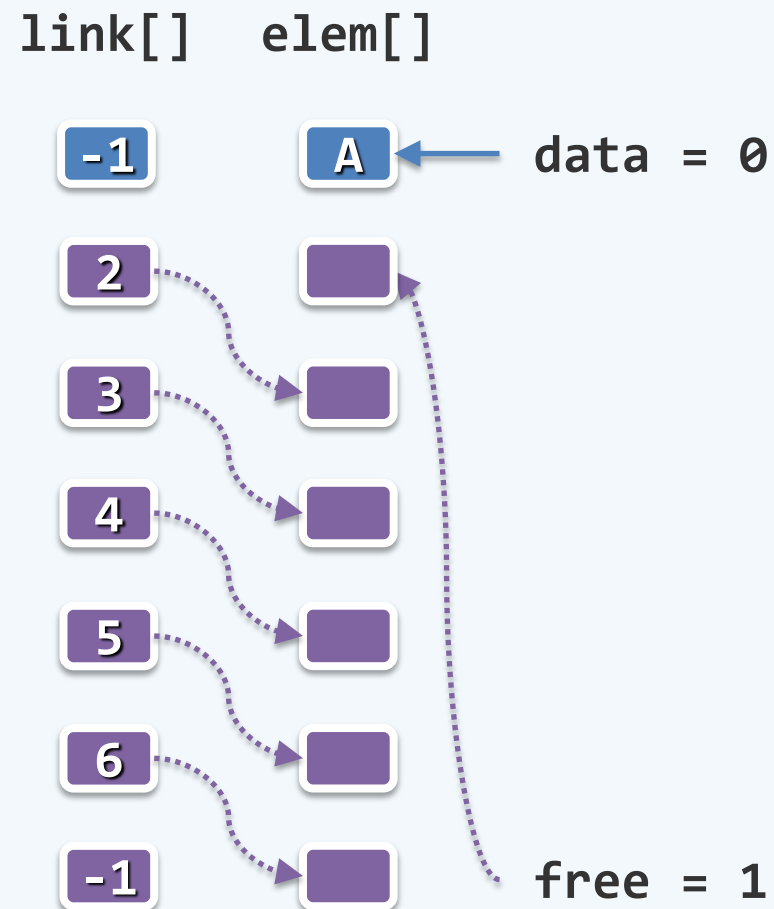 link[] elem[]
-1 A data = 0
2
3
4
5
6
-1 free = 1